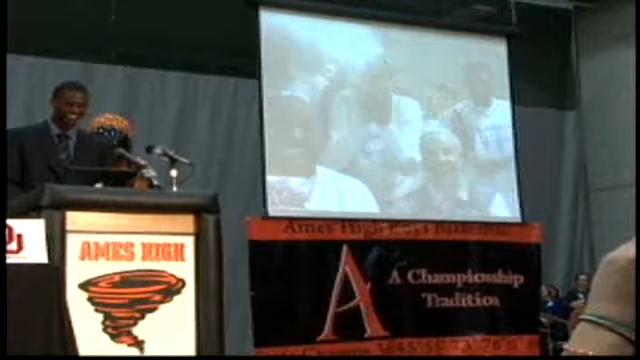 AMES HIGH
Ames High Boys Basketball
A
A Championship
Tradition